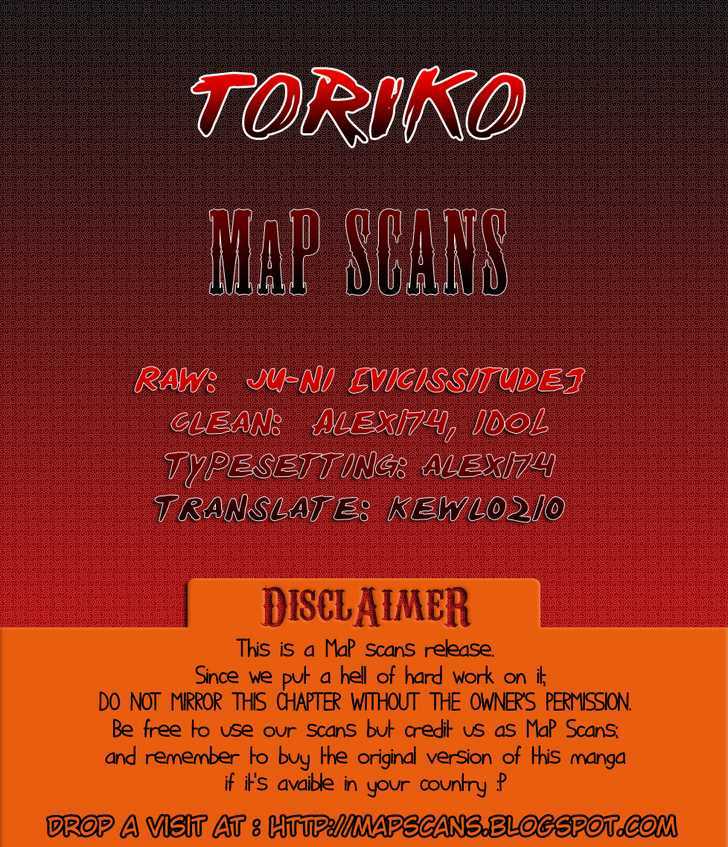 TORIKO
MaP SCANS
RAW: JU-NI [VICISSITUDE]
CLEAN: ALEX174, IDOL
TYPESETTING: ALEX174
TRANSLATE: KEWL0210
DISCLAIMER
This is a MaP scans release.
Since we put a hell of hard work on it,
DO NOT MIRROR THIS CHAPTER WITHOUT THE OWNER'S PERMISSION.
Be free to use our scans but credit us as MaP Scans;
and remember to buy the original version of this manga
if it's avaible in your country :P
DROP A VISIT AT : HTTP://MAPSCANS.BLOGSPOT.COM